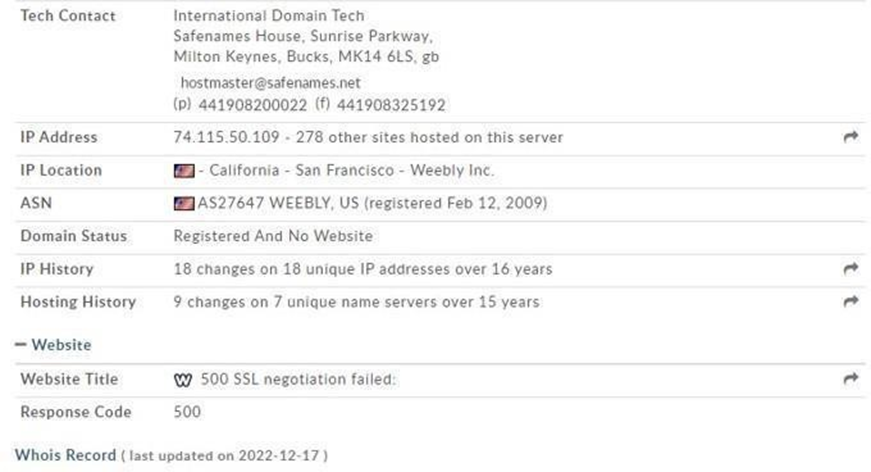 Tech Contact International Domain Tech
Safenames House, Sunrise Parkway,
Milton Keynes, Bucks, MK14 6LS, gb
hostmaster@safenames.net
(p) 441908200022 (f) 441908325192
IP Address 74.115.50.109 - 278 other sites hosted on this server
IP Location - California - San Francisco - Weebly Inc.
ASN AS27647 WEEBLY, US (registered Feb 12, 2009)
Domain Status Registered And No Website
IP History 18 changes on 18 unique IP addresses over 16 years
Hosting History 9 changes on 7 unique name servers over 15 years
Website
Website Title 500 SSL negotiation failed:
Response Code 500
Whois Record ( last updated on 2022-12-17 )